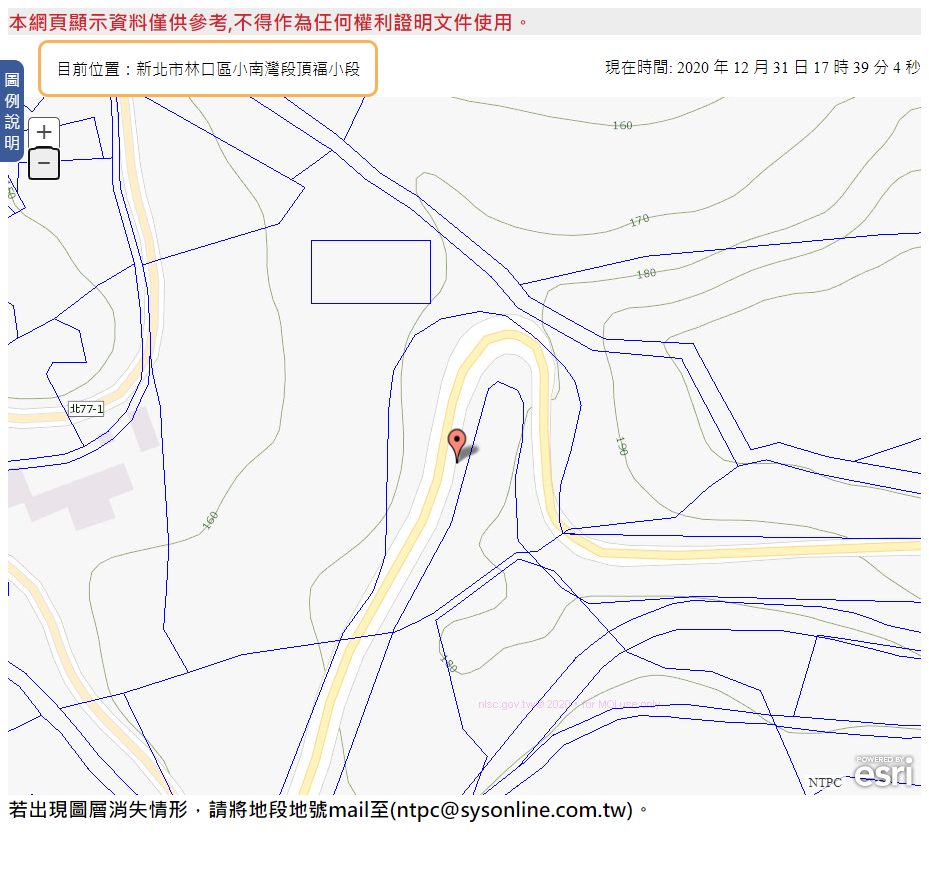 本網頁顯示資料僅供參考,不得作為任何權利證明文件使用。
目前位置：新北市林口區小南灣段頂福小段
現在時間: 2020 年 12 月 31 日 17 時 39 分 4 秒
圖例說明
+
−
160
170
180
190
北77-1
160
180
nlsc.gov.tw© 2020
for MOI use only
NTPC
POWERED BY
esri
若出現圖層消失情形，請將地段地號mail至(ntpc@sysonline.com.tw)。